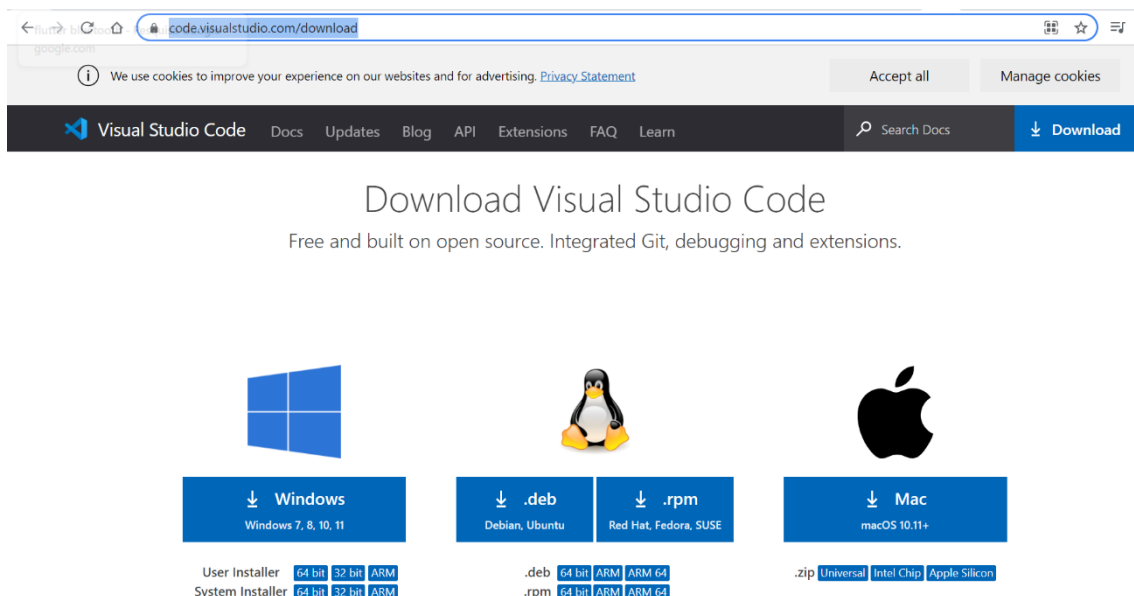 code.visualstudio.com/download
google.com
We use cookies to improve your experience on our websites and for advertising. Privacy Statement
Accept all
Manage cookies
Visual Studio Code Docs Updates Blog API Extensions FAQ Learn Search Docs Download
Download Visual Studio Code
Free and built on open source. Integrated Git, debugging and extensions.
Windows
Windows 7, 8, 10, 11
.deb
Debian, Ubuntu
.rpm
Red Hat, Fedora, SUSE
Mac
macOS 10.11+
User Installer 64 bit 32 bit ARM
System Installer 64 bit 32 bit ARM
.deb 64 bit ARM ARM 64
.rpm 64 bit ARM ARM 64
.zip Universal Intel Chip Apple Silicon